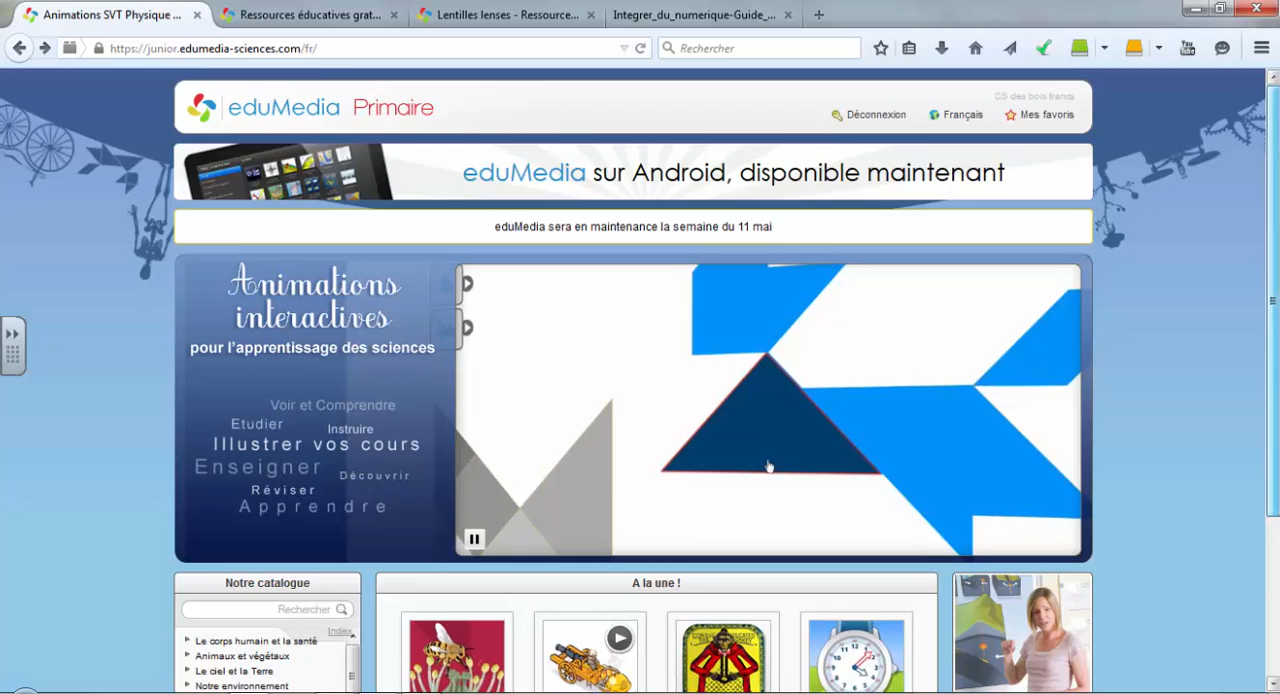 Animations SVT Physique ...
Ressources éducatives grat...
Lentilles lenses - Ressource...
Integrer_du_numerique-Guide_...
https://junior.edumedia-sciences.com/fr/
Rechercher
You
Tube
eduMedia Primaire
CS des bois francs
Déconnexion
Français
Mes favoris
eduMedia sur Android, disponible maintenant
eduMedia sera en maintenance la semaine du 11 mai
Animations
interactives
pour l'apprentissage des sciences
Voir et Comprendre
Etudier
Instruire
Illustrer vos cours
Enseigner
Découvrir
Réviser
Apprendre
Notre catalogue
A la une !
Rechercher
Index
Le corps humain et la santé
Animaux et végétaux
Le ciel et la Terre
Notre environnement